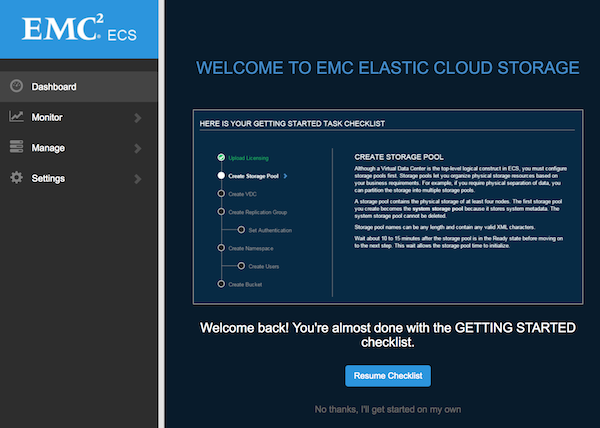 EMC² ECS
Dashboard
Monitor
Manage
Settings
WELCOME TO EMC ELASTIC CLOUD STORAGE
HERE IS YOUR GETTING STARTED TASK CHECKLIST
Upload Licensing
Create Storage Pool
Create VDC
Create Replication Group
Set Authentication
Create Namespace
Create Users
Create Bucket
CREATE STORAGE POOL
Although a Virtual Data Center is the top-level logical construct in ECS, you must configure
storage pools first. Storage pools let you organize physical storage resources based on
your business requirements. For example, if you require physical separation of data, you
can partition the storage into multiple storage pools.
A storage pool contains the physical storage of at least four nodes. The first storage pool
you create becomes the system storage pool because it stores system metadata. The
system storage pool cannot be deleted.
Storage pool names can be any length and contain any valid XML characters.
Wait about 10 to 15 minutes after the storage pool is in the Ready state before moving on
to the next step. This wait allows the storage pool time to initialize.
Welcome back! You're almost done with the GETTING STARTED
checklist.
Resume Checklist
No thanks, I'll get started on my own